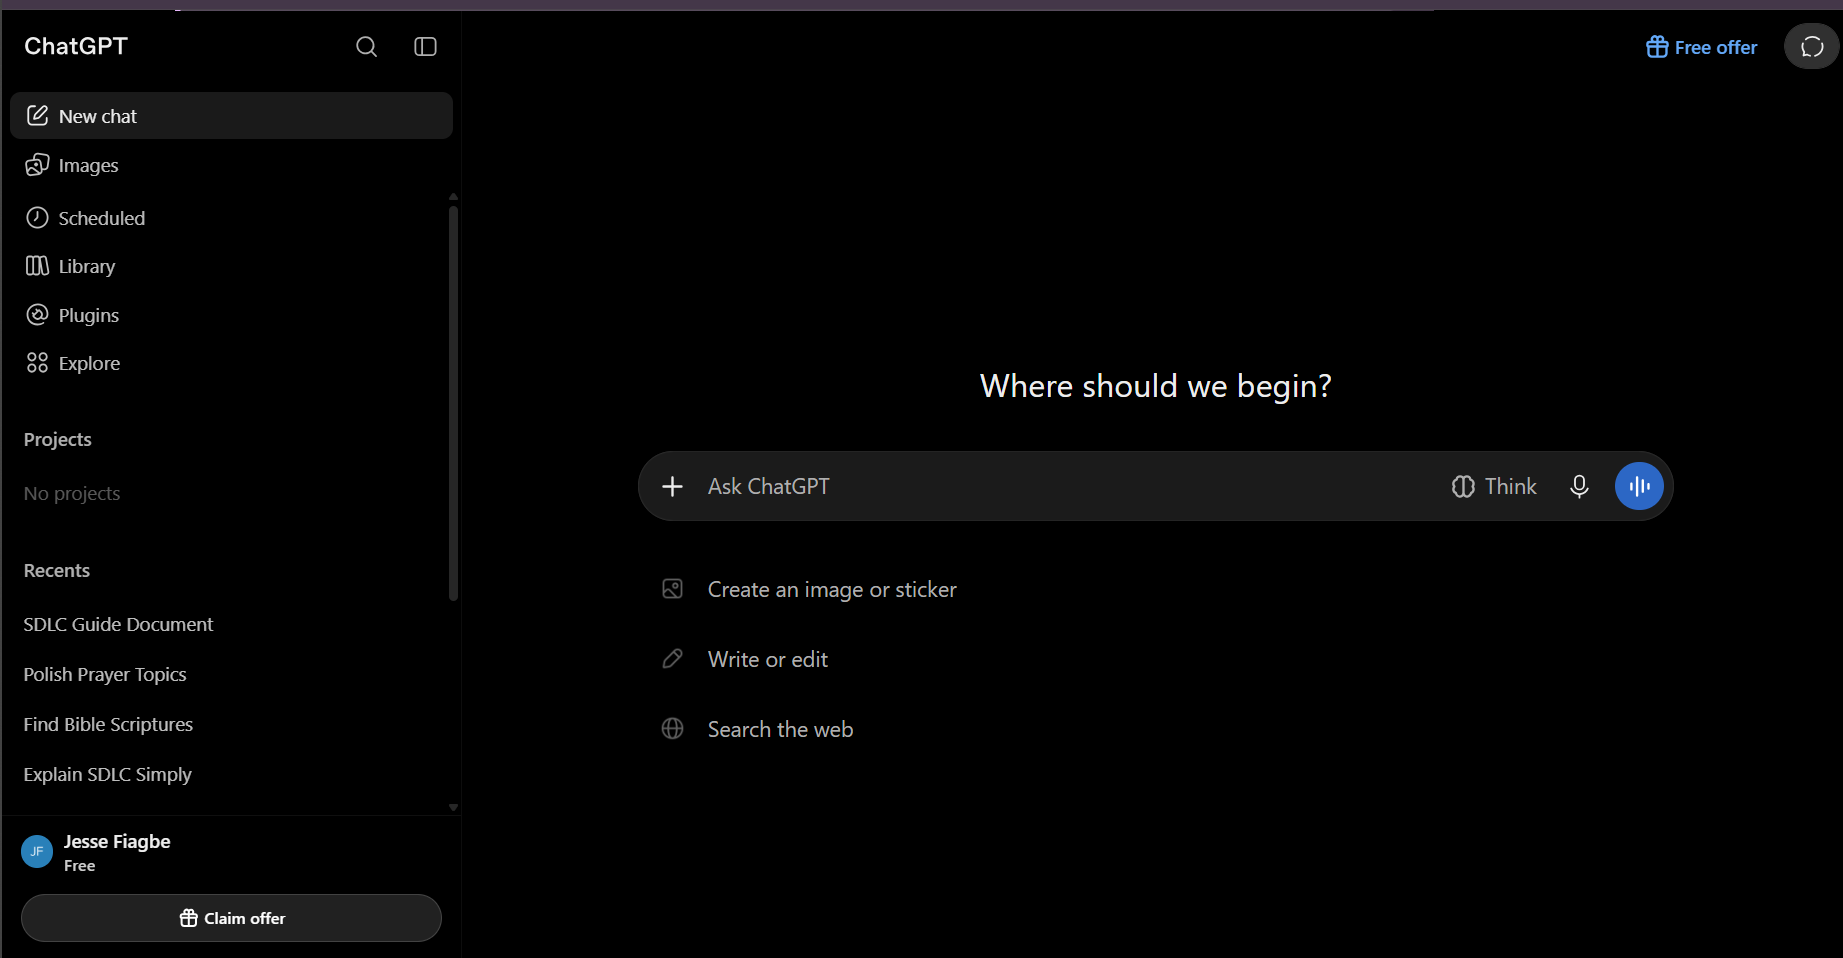 ChatGPT
Free offer
New chat
Images
Scheduled
Library
Plugins
Explore
Projects
No projects
Recents
SDLC Guide Document
Polish Prayer Topics
Find Bible Scriptures
Explain SDLC Simply
JF
Jesse Fiagbe
Free
Claim offer
Where should we begin?
Ask ChatGPT
Think
Create an image or sticker
Write or edit
Search the web